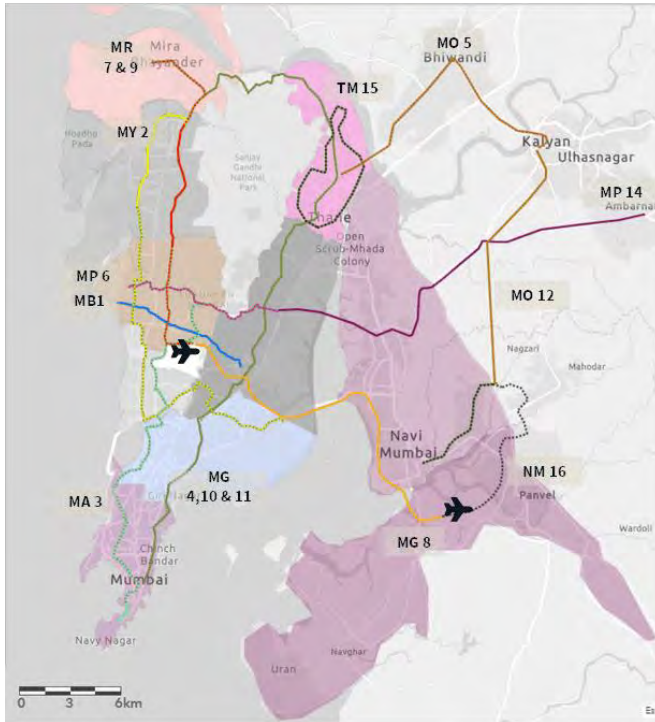 MR
7 & 9
Mira
Bhayander
MO 5
Bhiwandi
TM 15
MY 2
Sanjay
Gandhi
National
Park
Kalyan
Ulhasnagar
MP 14
Ambarna
Thane
Open
Scrub-Mhada
Colony
MP 6
MB1
MO 12
Nagzari
Mahodar
Navi
Mumbai
MG
4,10 & 11
NM 16
Panvel
MA 3
MG 8
Wardoli
Chinch
Bandar
Mumbai
Navy Nagar
Navghar
Uran
0 3 6km
Es